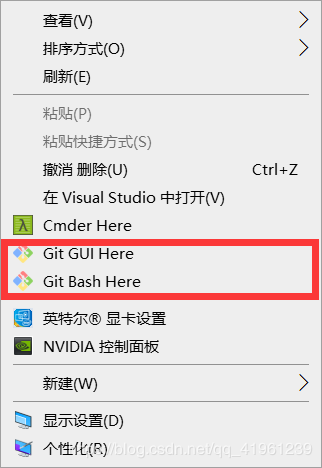 查看(V)
排序方式(O)
刷新(E)
粘贴(P)
粘贴快捷方式(S)
撤消 删除(U) Ctrl+Z
在 Visual Studio 中打开(V)
Cmder Here
Git GUI Here
Git Bash Here
英特尔® 显卡设置
NVIDIA 控制面板
新建(W)
显示设置(D)
个性化(R)
blog.csdn.net/qq_41961239